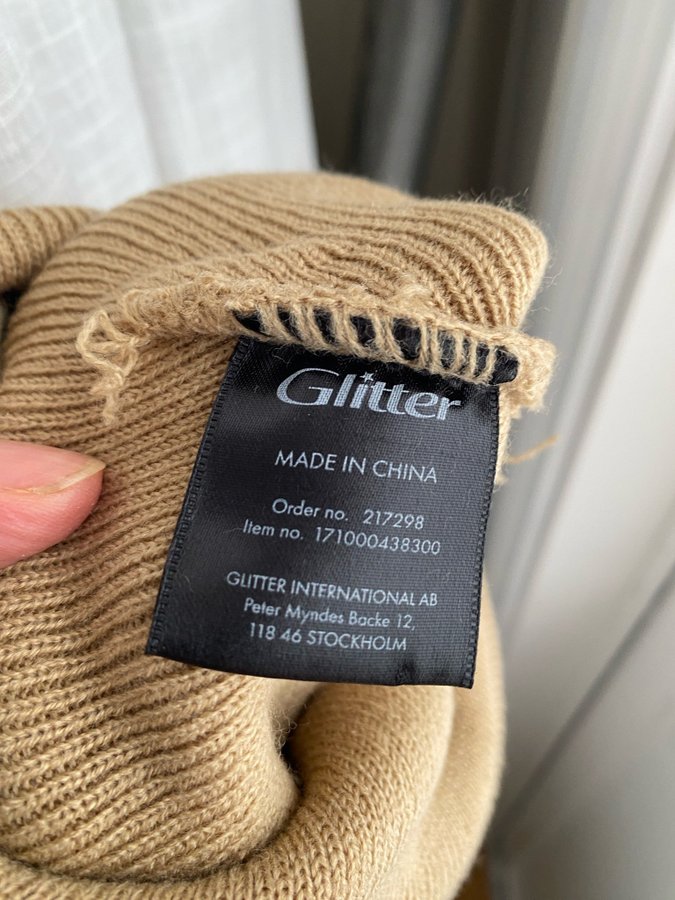 Glitter
MADE IN CHINA
Order no. 217298
Item no. 171000438300
GLITTER INTERNATIONAL AB
Peter Myndes Backe 12,
118 46 STOCKHOLM